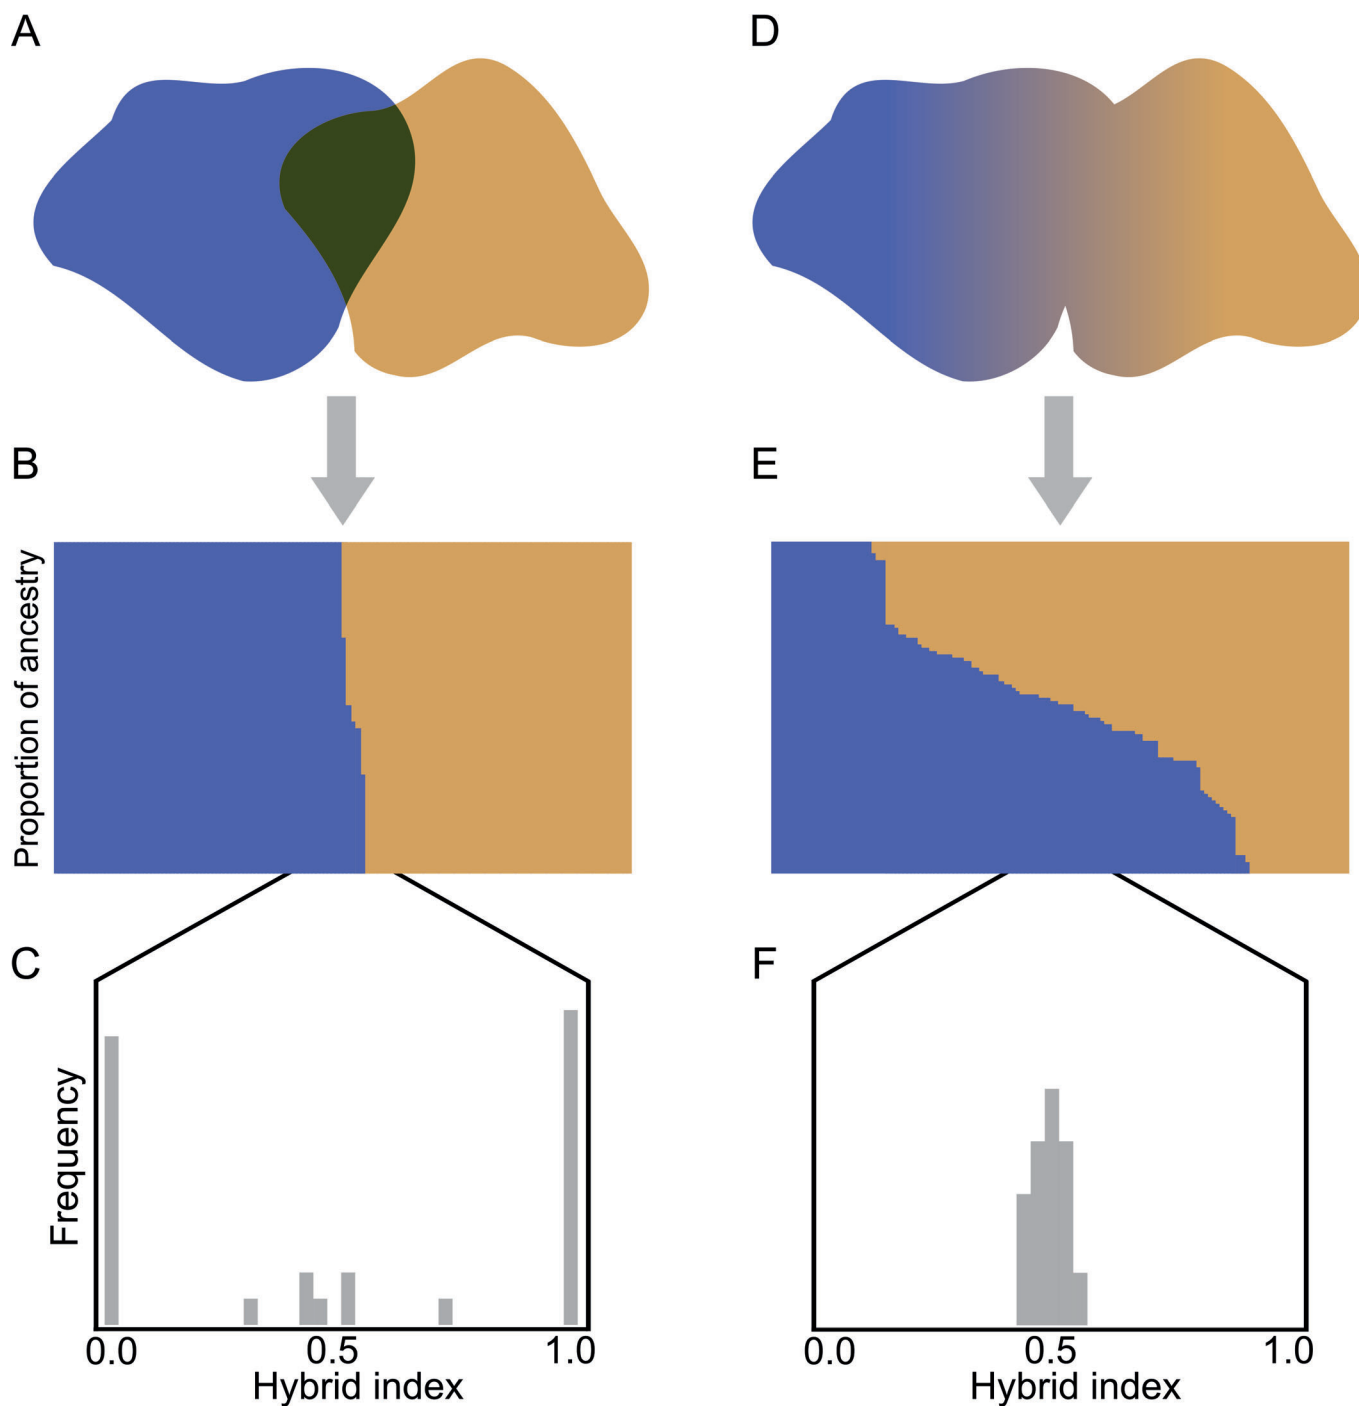 A
D
B
E
Proportion of ancestry
C
F
Frequency
0.0 0.5 1.0
Hybrid index
0.0 0.5 1.0
Hybrid index